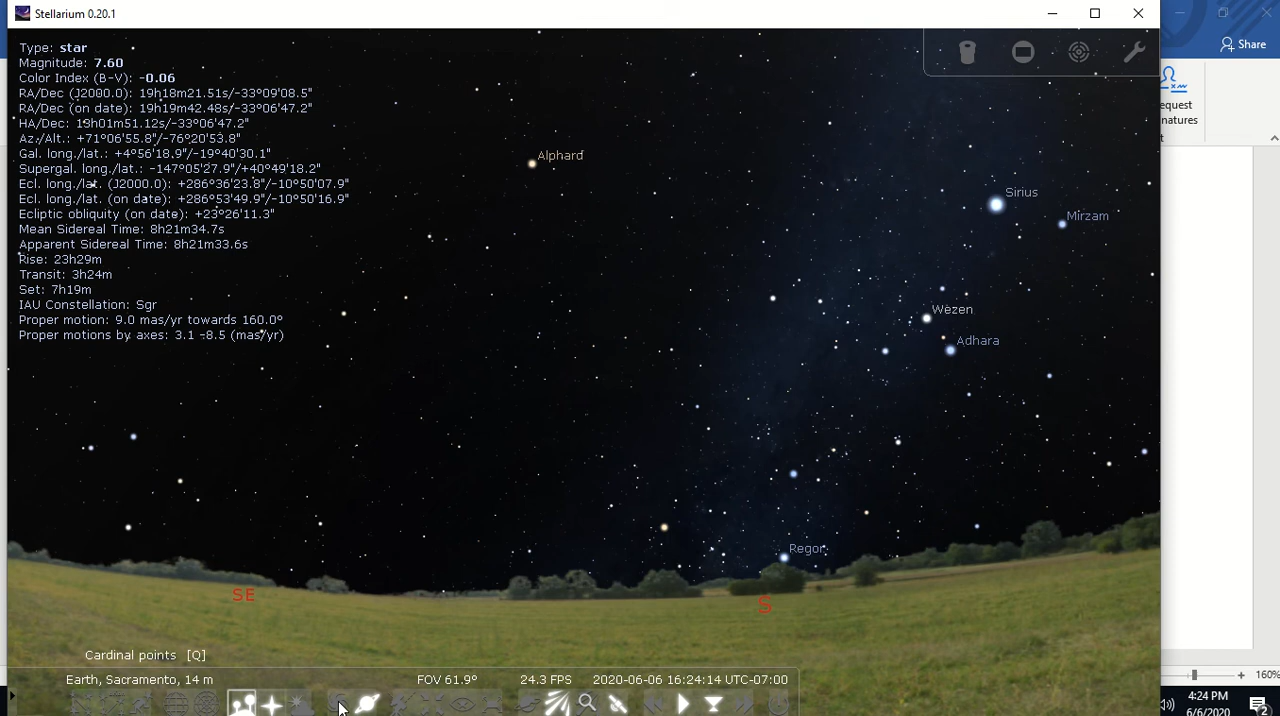 Stellarium 0.20.1
Share
Type: star
Magnitude: 7.60
Color Index (B-V): -0.06
RA/Dec (J2000.0): 19h18m21.51s/-33°09'08.5"
RA/Dec (on date): 19h19m42.48s/-33°06'47.2"
HA/Dec: 19h01m51.12s/-33°06'47.2"
Az./Alt.: +71°06'55.8"/-76°20'53.8"
Gal. long./lat.: +4°56'18.9"/-19°40'30.1"
Supergal. long./lat.: -147°05'27.9"/+40°49'18.2"
Ecl. long./lat. (J2000.0): +286°36'23.8"/-10°50'07.9"
Ecl. long./lat. (on date): +286°53'49.9"/-10°50'16.9"
Ecliptic obliquity (on date): +23°26'11.3"
Mean Sidereal Time: 8h21m34.7s
Apparent Sidereal Time: 8h21m33.6s
Rise: 23h29m
Transit: 3h24m
Set: 7h19m
IAU Constellation: Sgr
Proper motion: 9.0 mas/yr towards 160.0°
Proper motions by axes: 3.1 -8.5 (mas/yr)
equest
natures
Alphard
Sirius
Mirzam
Wezen
Adhara
Regor
SE
S
Cardinal points [Q]
Earth, Sacramento, 14 m
FOV 61.9°
24.3 FPS
2020-06-06 16:24:14 UTC-07:00
160%
4:24 PM
6/6/2020
2